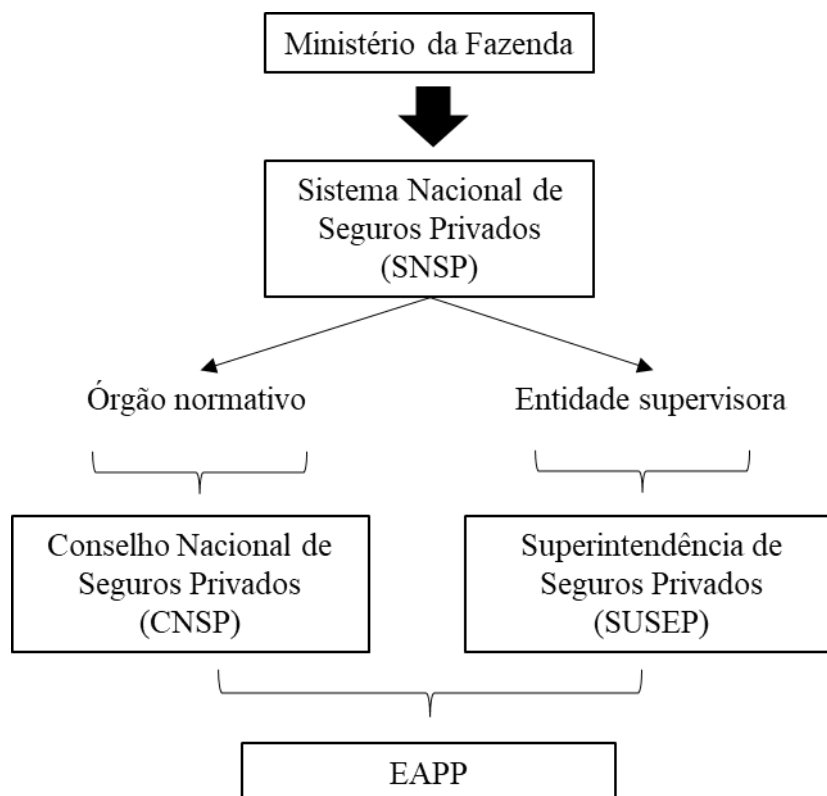 Ministério da Fazenda
Sistema Nacional de
Seguros Privados
(SNSP)
Órgão normativo
Entidade supervisora
Conselho Nacional de
Seguros Privados
(CNSP)
Superintendência de
Seguros Privados
(SUSEP)
EAPP